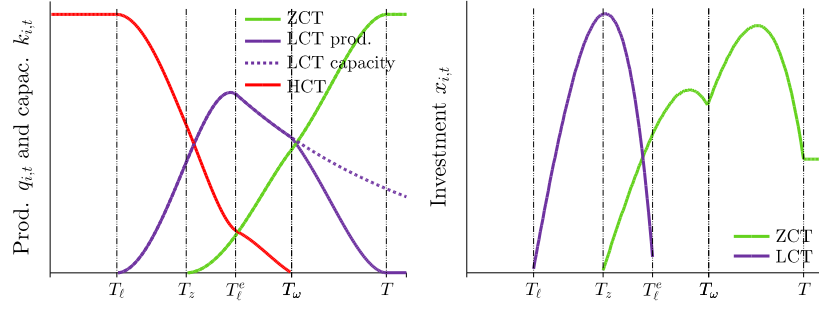 Prod. q_{i,t} and capac. k_{i,t}
ZCT
LCT prod.
LCT capacity
HCT
T_ℓ T_z T_ℓ^e T_ω T
Investment x_{i,t}
ZCT
LCT
T_ℓ T_z T_ℓ^e T_ω T